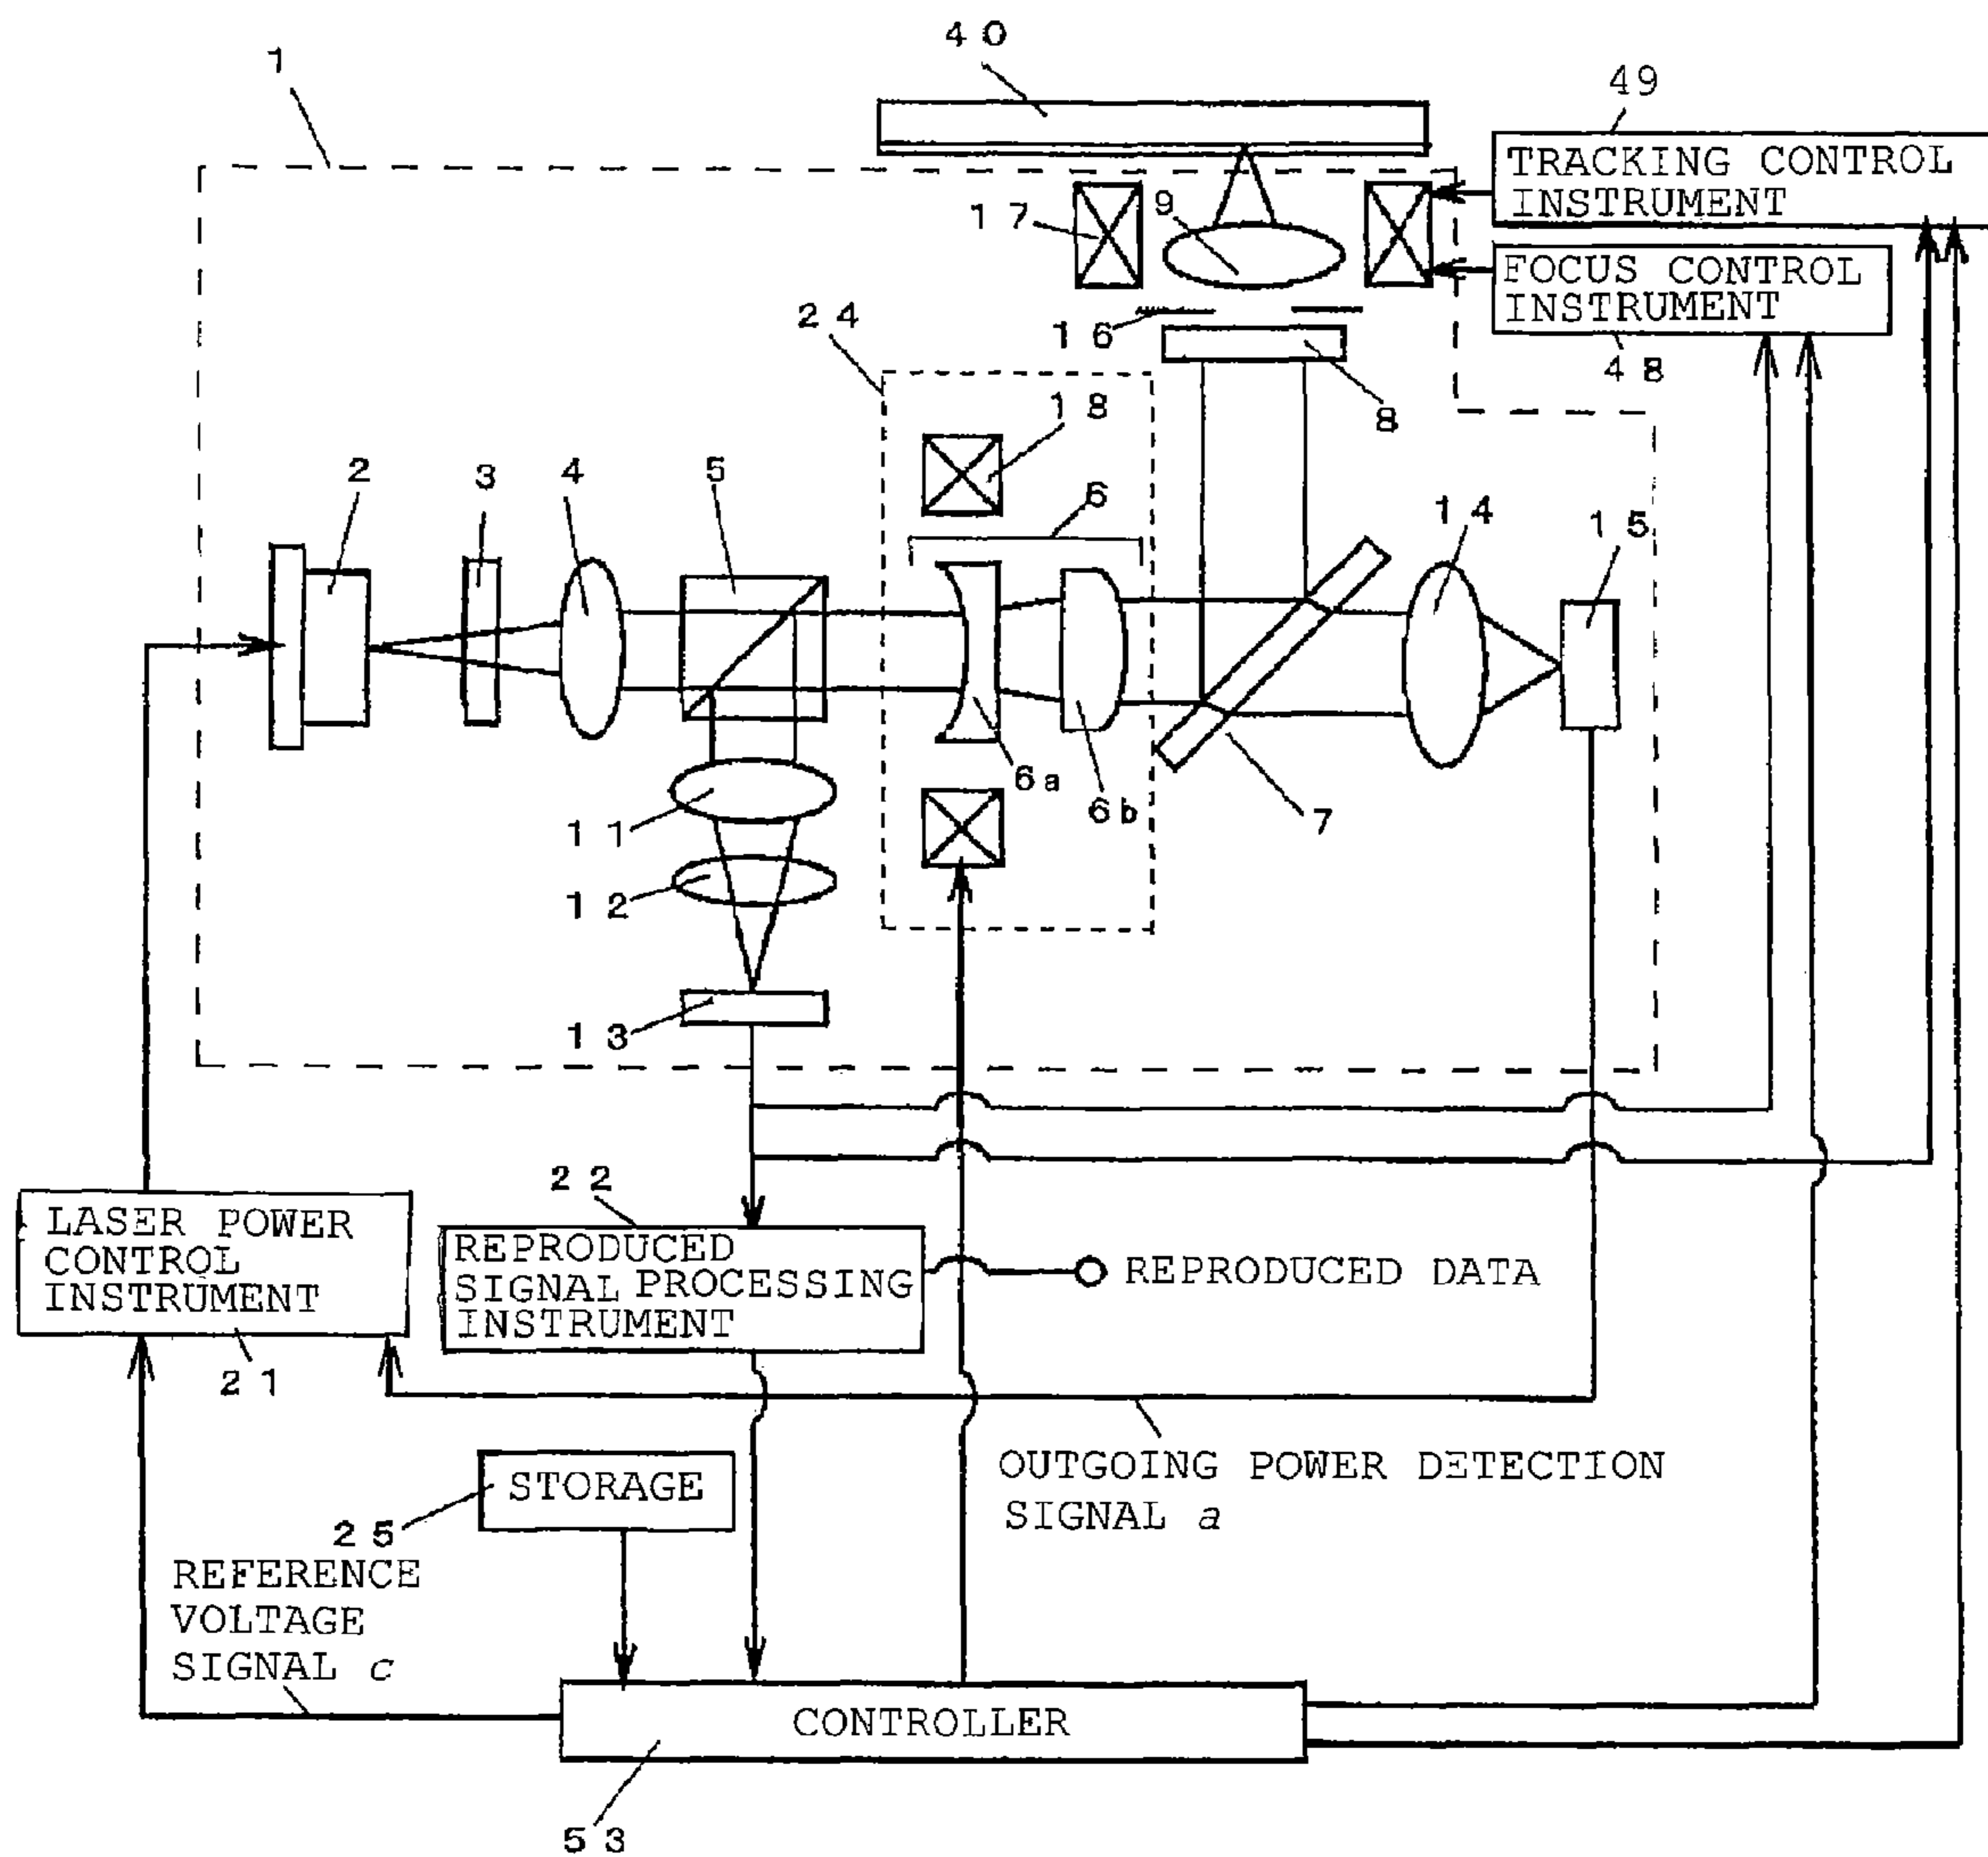 40
1
49
TRACKING CONTROL
INSTRUMENT
17
9
FOCUS CONTROL
INSTRUMENT
24
16
48
18
8
2
3
4
5
6
14
15
6a
6b
7
11
12
13
22
LASER POWER
CONTROL
INSTRUMENT
REPRODUCED
SIGNAL PROCESSING
INSTRUMENT
REPRODUCED DATA
21
OUTGOING POWER DETECTION
SIGNAL a
STORAGE
25
REFERENCE
VOLTAGE
SIGNAL c
CONTROLLER
53